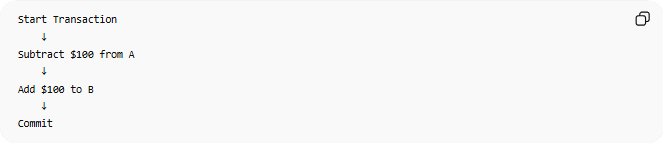 Start Transaction
↓
Subtract $100 from A
↓
Add $100 to B
↓
Commit